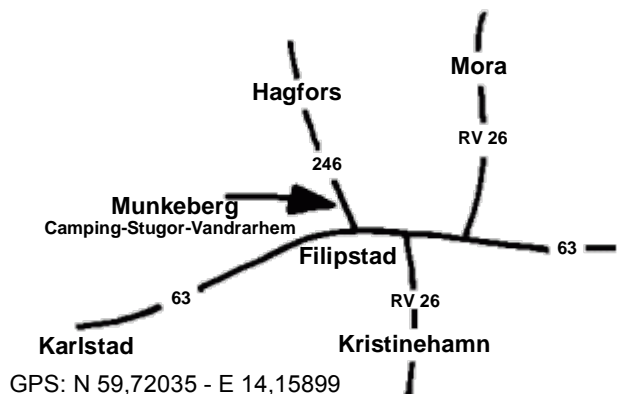 Mora
Hagfors
RV 26
246
Munkeberg
Camping-Stugor-Vandrarhem
Filipstad
63
63
RV 26
Karlstad
Kristinehamn
GPS: N 59,72035 - E 14,15899